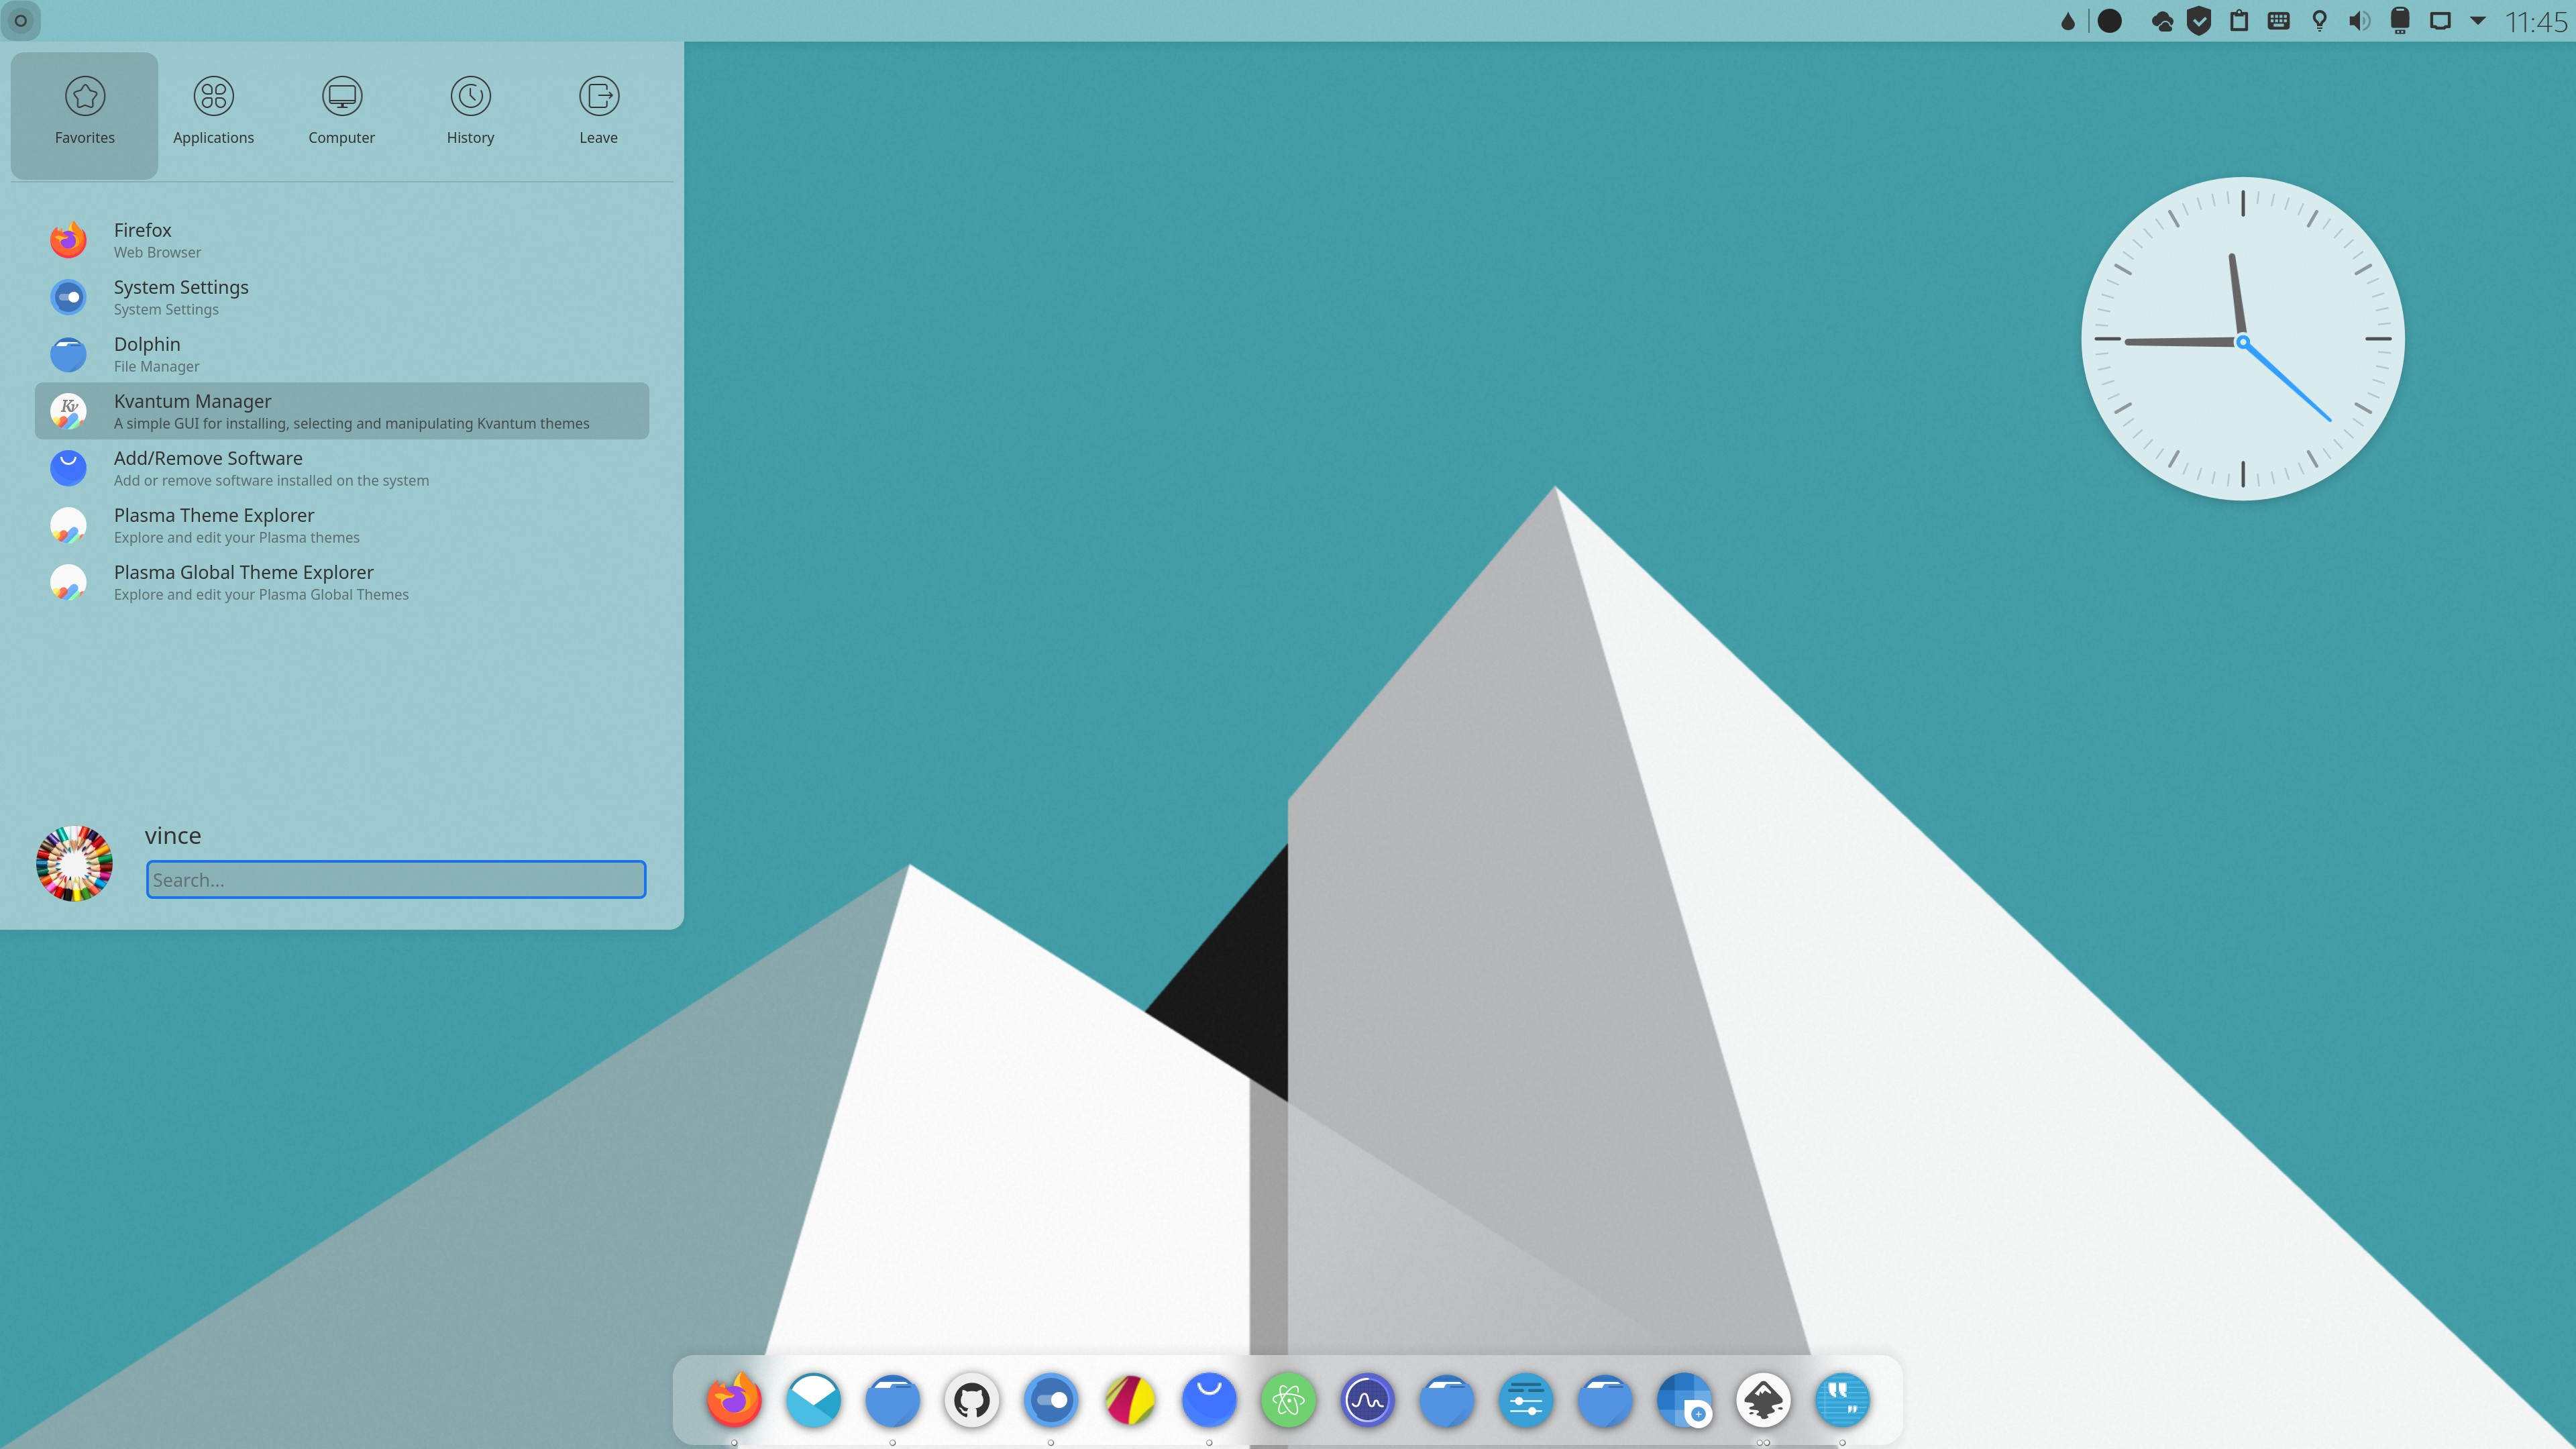 11:45
Favorites
Applications
Computer
History
Leave
Firefox
Web Browser
System Settings
System Settings
Dolphin
File Manager
Kv
Kvantum Manager
A simple GUI for installing, selecting and manipulating Kvantum themes
Add/Remove Software
Add or remove software installed on the system
Plasma Theme Explorer
Explore and edit your Plasma themes
Plasma Global Theme Explorer
Explore and edit your Plasma Global Themes
vince
Search...